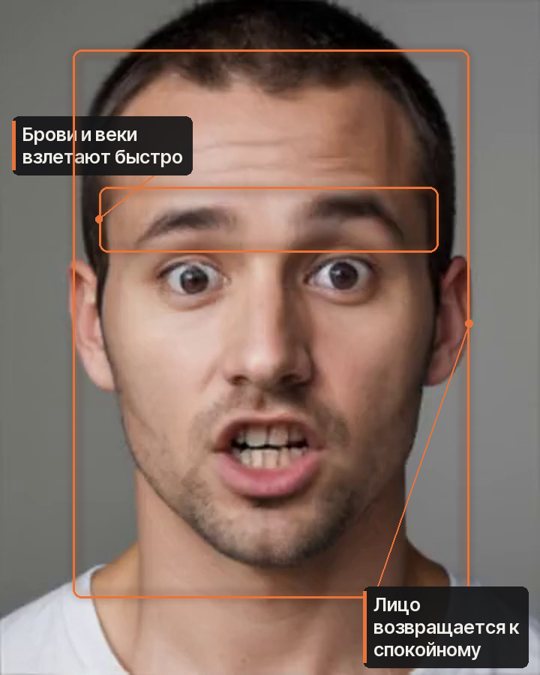 Брови и веки
взлетают быстро
Лицо
возвращается к
спокойному